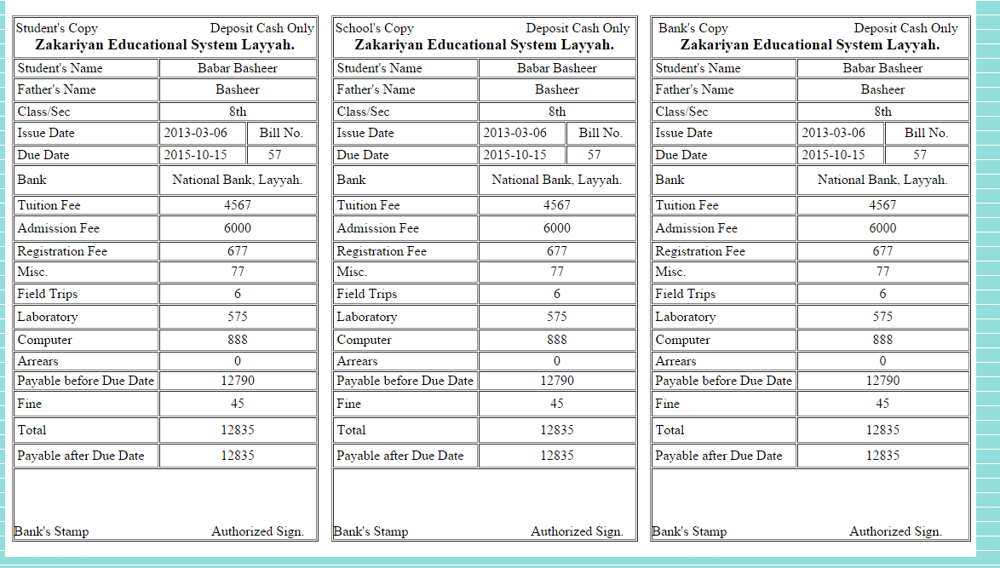 Student's Copy Deposit Cash Only
Zakariyan Educational System Layyah.
Student's Name Babar Basheer
Father's Name Basheer
Class/Sec 8th
Issue Date 2013-03-06 Bill No.
Due Date 2015-10-15 57
Bank National Bank, Layyah.
Tuition Fee 4567
Admission Fee 6000
Registration Fee 677
Misc. 77
Field Trips 6
Laboratory 575
Computer 888
Arrears 0
Payable before Due Date 12790
Fine 45
Total 12835
Payable after Due Date 12835
Bank's Stamp Authorized Sign.
School's Copy Deposit Cash Only
Zakariyan Educational System Layyah.
Student's Name Babar Basheer
Father's Name Basheer
Class/Sec 8th
Issue Date 2013-03-06 Bill No.
Due Date 2015-10-15 57
Bank National Bank, Layyah.
Tuition Fee 4567
Admission Fee 6000
Registration Fee 677
Misc. 77
Field Trips 6
Laboratory 575
Computer 888
Arrears 0
Payable before Due Date 12790
Fine 45
Total 12835
Payable after Due Date 12835
Bank's Stamp Authorized Sign.
Bank's Copy Deposit Cash Only
Zakariyan Educational System Layyah.
Student's Name Babar Basheer
Father's Name Basheer
Class/Sec 8th
Issue Date 2013-03-06 Bill No.
Due Date 2015-10-15 57
Bank National Bank, Layyah.
Tuition Fee 4567
Admission Fee 6000
Registration Fee 677
Misc. 77
Field Trips 6
Laboratory 575
Computer 888
Arrears 0
Payable before Due Date 12790
Fine 45
Total 12835
Payable after Due Date 12835
Bank's Stamp Authorized Sign.